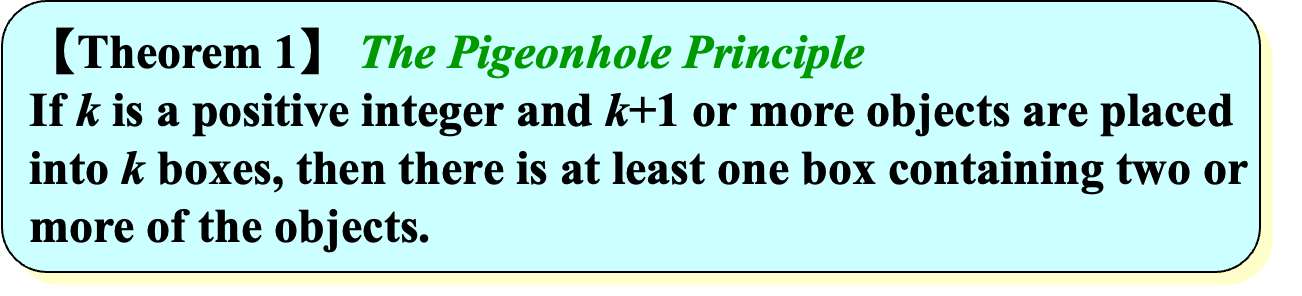 【Theorem 1】 The Pigeonhole Principle
If k is a positive integer and k+1 or more objects are placed
into k boxes, then there is at least one box containing two or
more of the objects.